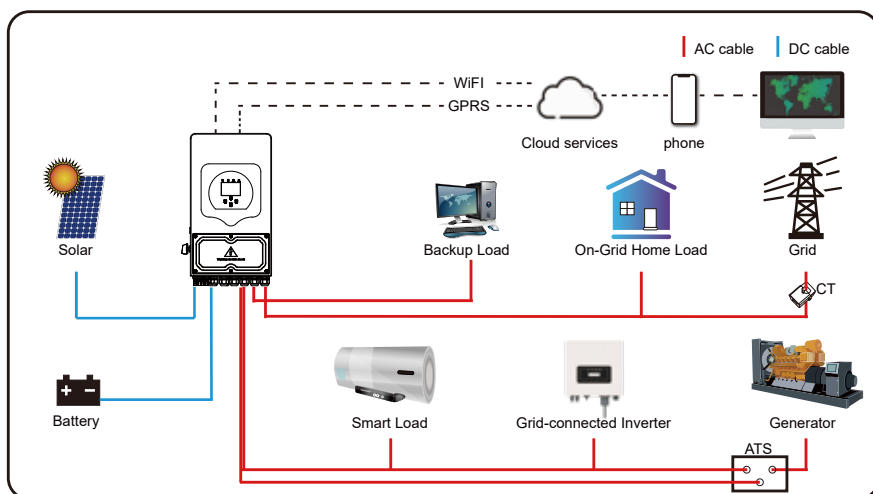 AC cable
DC cable
WiFI
GPRS
Cloud services
phone
Solar
Backup Load
On-Grid Home Load
Grid
CT
Battery
Smart Load
Grid-connected Inverter
Generator
ATS